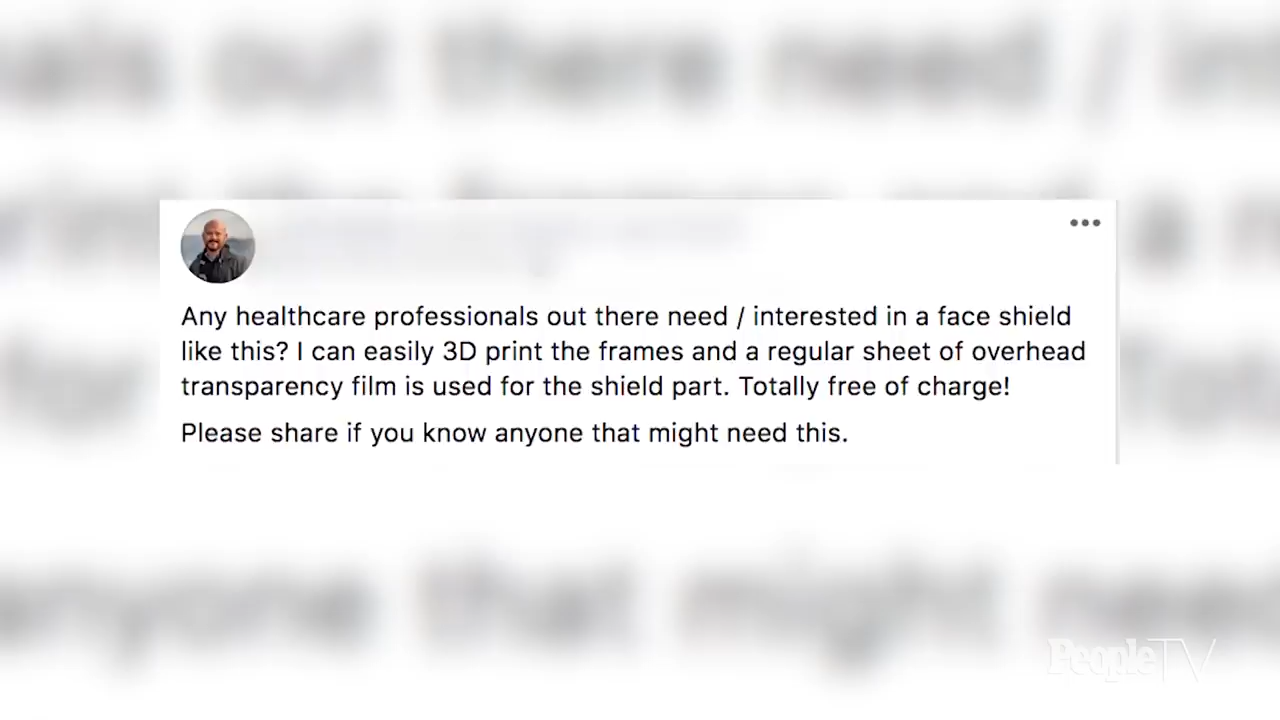 Any healthcare professionals out there need / interested in a face shield
like this? I can easily 3D print the frames and a regular sheet of overhead
transparency film is used for the shield part. Totally free of charge!
Please share if you know anyone that might need this.
PeopleTV